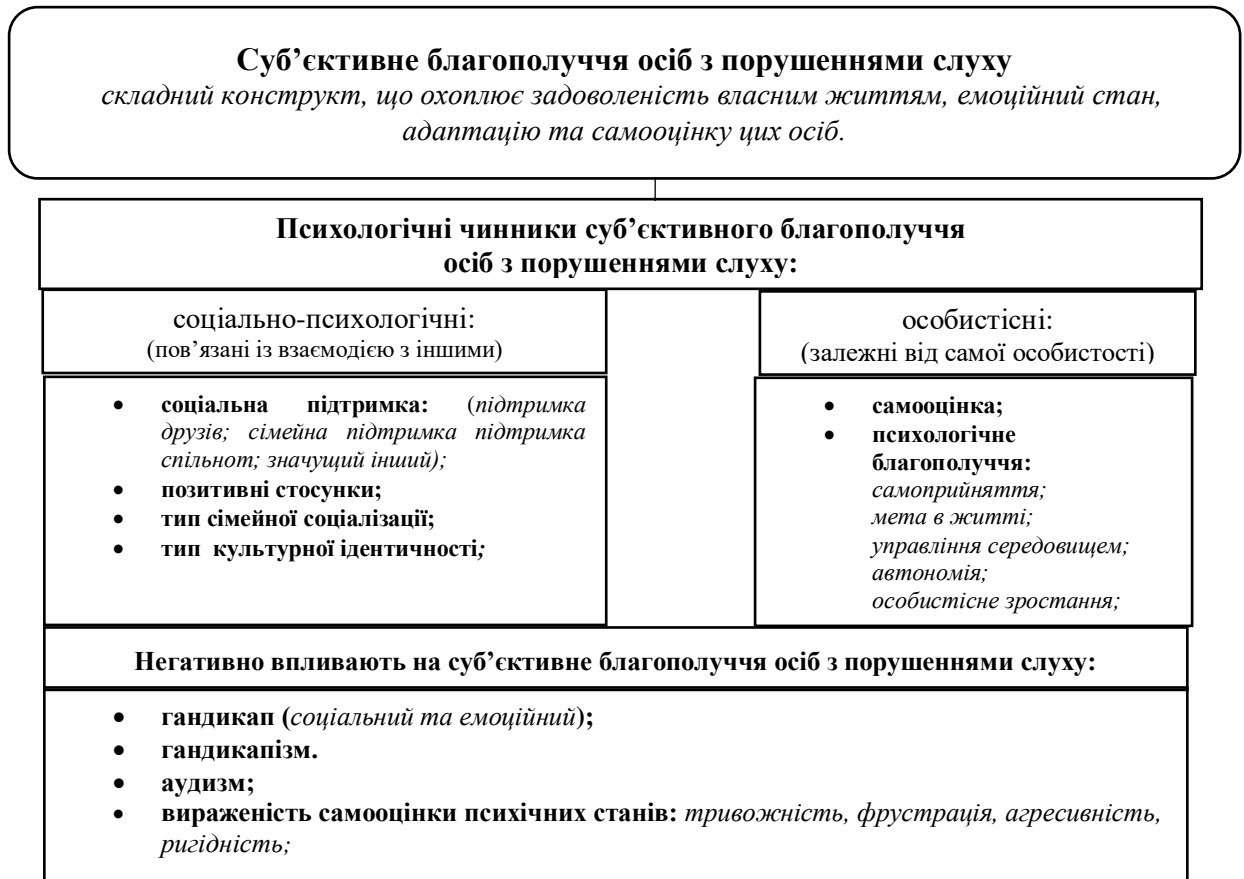 Суб’єктивне благополуччя осіб з порушеннями слуху
складний конструкт, що охоплює задоволеність власним життям, емоційний стан,
адаптацію та самооцінку цих осіб.
Психологічні чинники суб’єктивного благополуччя
осіб з порушеннями слуху:
соціально-психологічні:
(пов’язані із взаємодією з іншими)
• соціальна підтримка: (підтримка
друзів; сімейна підтримка підтримка
спільнот; значущий інший);
• позитивні стосунки;
• тип сімейної соціалізації;
• тип культурної ідентичності;
особистісні:
(залежні від самої особистості)
• самооцінка;
• психологічне
благополуччя:
самоприйняття;
мета в житті;
управління середовищем;
автономія;
особистісне зростання;
Негативно впливають на суб’єктивне благополуччя осіб з порушеннями слуху:
• гандикап (соціальний та емоційний);
• гандикапізм.
• аудизм;
• вираженість самооцінки психічних станів: тривожність, фрустрація, агресивність,
ригідність;